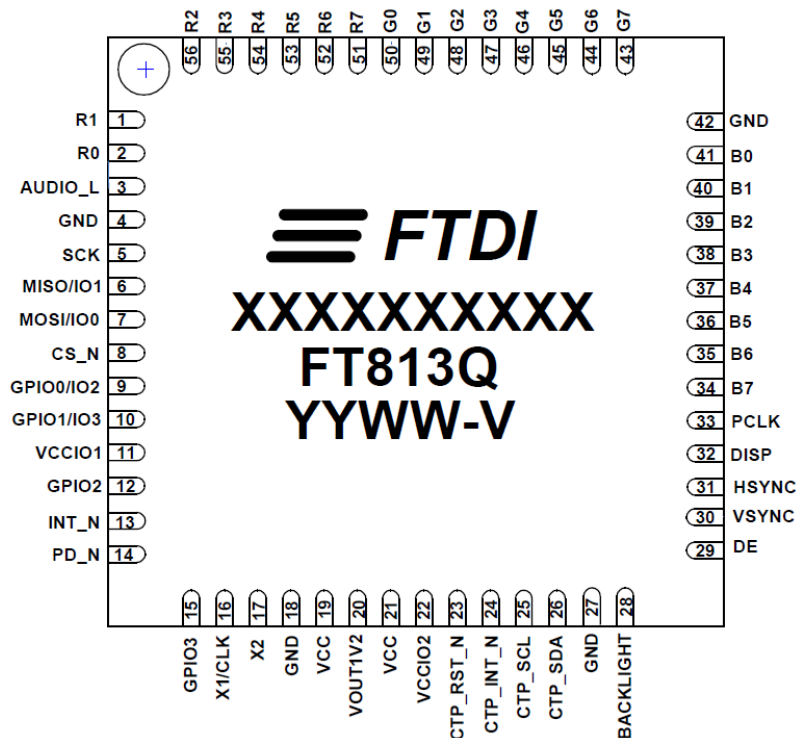 R2 R3 R4 R5 R6 R7 G0 G1 G2 G3 G4 G5 G6 G7
56 55 54 53 52 51 50 49 48 47 46 45 44 43
R1 1
R0 2
AUDIO_L 3
GND 4
SCK 5
MISO/IO1 6
MOSI/IO0 7
CS_N 8
GPIO0/IO2 9
GPIO1/IO3 10
VCCIO1 11
GPIO2 12
INT_N 13
PD_N 14
FTDI
XXXXXXXXXX
FT813Q
YYWW-V
42 GND
41 B0
40 B1
39 B2
38 B3
37 B4
36 B5
35 B6
34 B7
33 PCLK
32 DISP
31 HSYNC
30 VSYNC
29 DE
15 16 17 18 19 20 21 22 23 24 25 26 27 28
GPIO3 X1/CLK X2 GND VCC VOUT1V2 VCC VCCIO2 CTP_RST_N CTP_INT_N CTP_SCL CTP_SDA GND BACKLIGHT